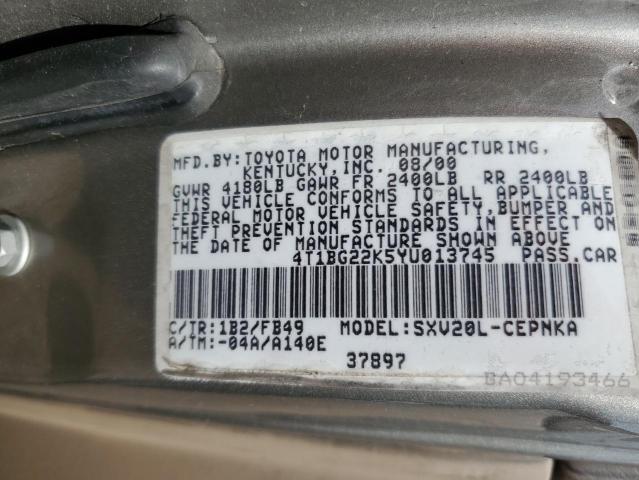 MFD.BY:TOYOTA MOTOR MANUFACTURING,
KENTUCKY,INC. 08/00
GVWR 4180LB GAWR FR 2400LB RR 2400LB
THIS VEHICLE CONFORMS TO ALL APPLICABLE
FEDERAL MOTOR VEHICLE SAFETY,BUMPER AND
THEFT PREVENTION STANDARDS IN EFFECT ON
THE DATE OF MANUFACTURE SHOWN ABOVE
4T1BG22K5YU013745 PASS.CAR
C/TR:1B2/FB49 MODEL:SXV20L-CEPNKA
A/TM:-04A/A140E
37897
BA04193466